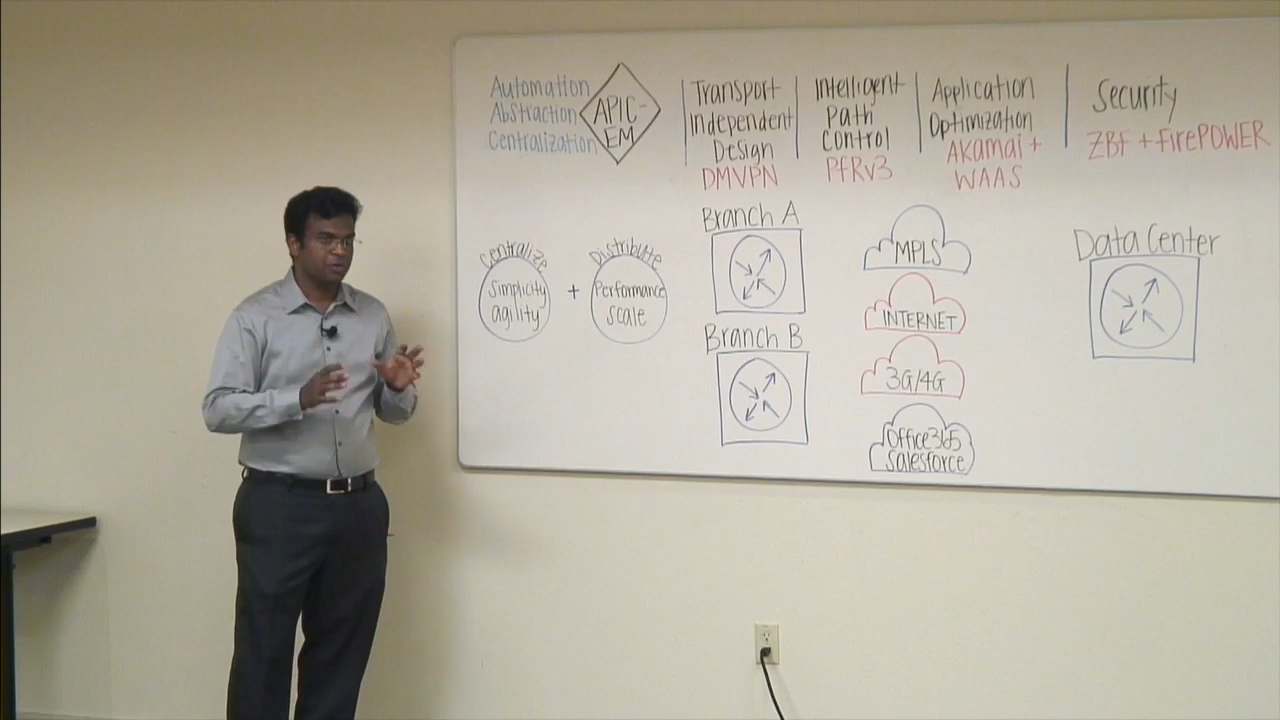 Automation
Abstraction
Centralization
APIC-
EM
Transport
Independent
Design
DMVPN
Intelligent
Path
Control
PfRv3
Application
Optimization
Akamai +
WAAS
Security
ZBF + FirePOWER
Centralize
Simplicity
agility
+
Distribute
Performance
scale
Branch A
Branch B
MPLS
INTERNET
3G/4G
Office365
Salesforce
Data Center